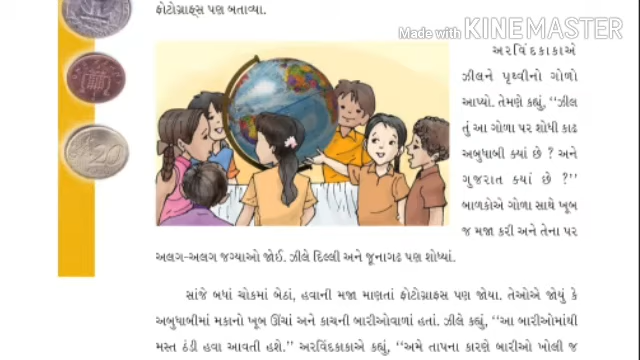 ફોટોગ્રાફ્સ પણ બતાવ્યા.
Made with KINEMASTER
અરવિંદકાકાએ
ઝીલને પૃથ્વીનો ગોળો
આપ્યો. તેમણે કહ્યું, “ઝીલ
તું આ ગોળા પર શોધી કાઢ
અબુધાબી ક્યાં છે ? અને
ગુજરાત ક્યાં છે ?”
બાળકોએ ગોળા સાથે ખૂબ
જ મજા કરી અને તેના પર
અલગ-અલગ જગ્યાઓ જોઈ. ઝીલે દિલ્લી અને જૂનાગઢ પણ શોધ્યાં.
સાંજે બધાં ચોકમાં બેઠાં, હવાની મજા માણતાં ફોટોગ્રાફસ પણ જોયા. તેઓએ જોયું કે
અબુધાબીમાં મકાનો ખૂબ ઊંચાં અને કાચની બારીઓવાળાં હતાં. ઝીલે કહ્યું, “આ બારીઓમાંથી
મસ્ત ઠંડી હવા આવતી હશે.” અરવિંદકાકાએ કહ્યું, “અમે તાપના કારણે બારીઓ ખોલી જ
20